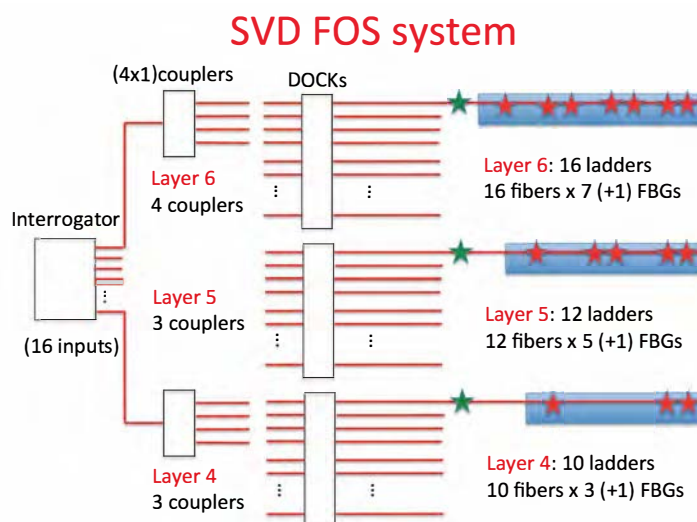 SVD FOS system
(4x1)couplers
DOCKs
Layer 6
4 couplers
Layer 6: 16 ladders
16 fibers x 7 (+1) FBGs
Interrogator
(16 inputs)
Layer 5
3 couplers
Layer 5: 12 ladders
12 fibers x 5 (+1) FBGs
Layer 4
3 couplers
Layer 4: 10 ladders
10 fibers x 3 (+1) FBGs